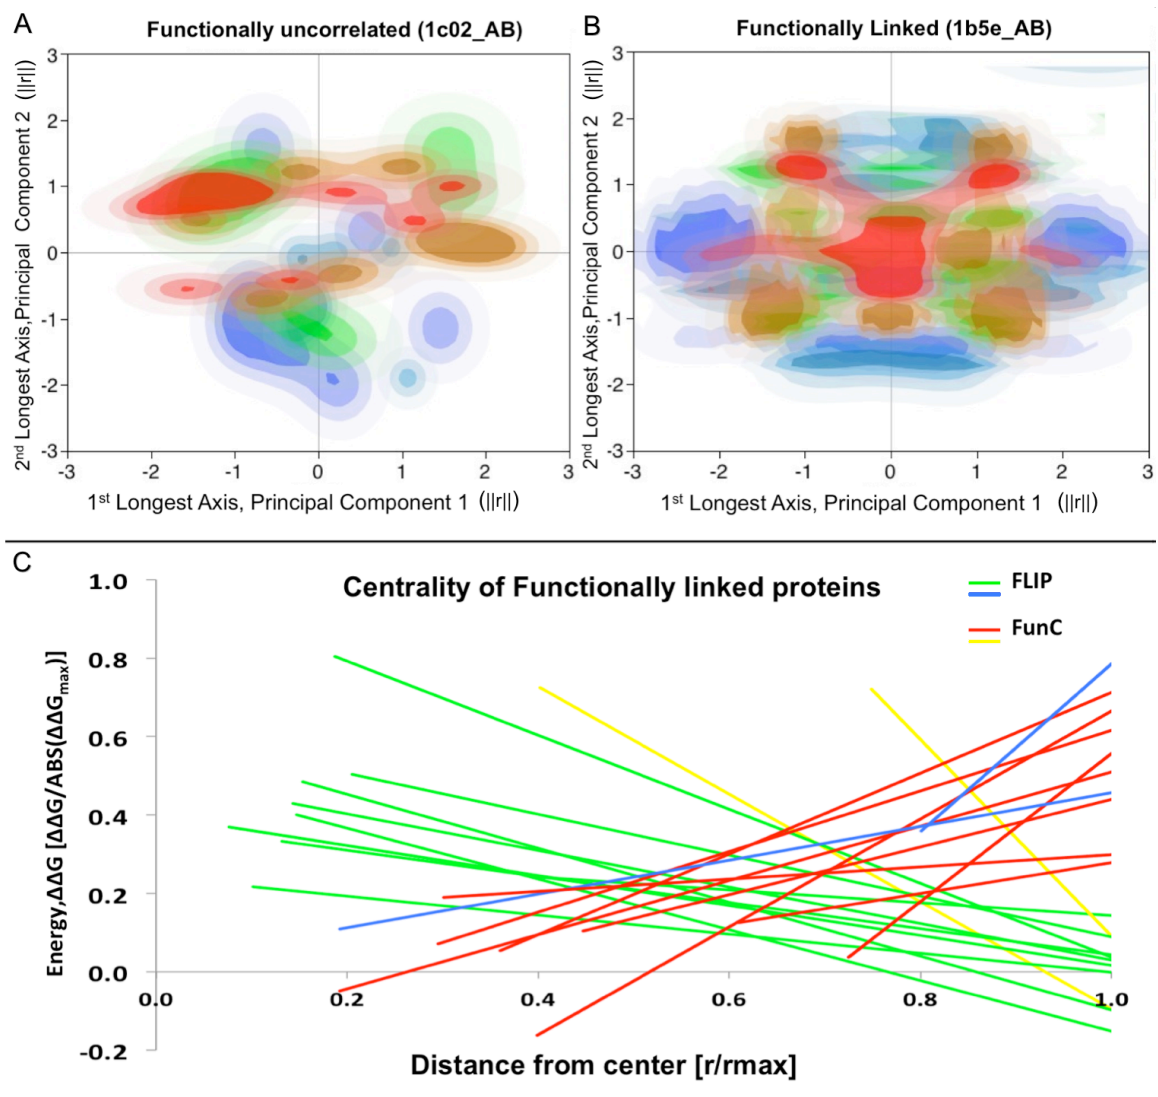 A
Functionally uncorrelated (1c02_AB)
2nd Longest Axis,Principal Component 2 (||r||)
3
2
1
0
-1
-2
-3
-3 -2 -1 0 1 2 3
1st Longest Axis, Principal Component 1 (||r||)
B
Functionally Linked (1b5e_AB)
2nd Longest Axis,Principal Component 2 (||r||)
3
2
1
0
-1
-2
-3
-3 -2 -1 0 1 2 3
1st Longest Axis, Principal Component 1 (||r||)
C
Centrality of Functionally linked proteins
FLIP
FunC
Energy,ΔΔG [ΔΔG/ABS(ΔΔGmax)]
1.0
0.8
0.6
0.4
0.2
0.0
-0.2
0.0 0.2 0.4 0.6 0.8 1.0
Distance from center [r/rmax]